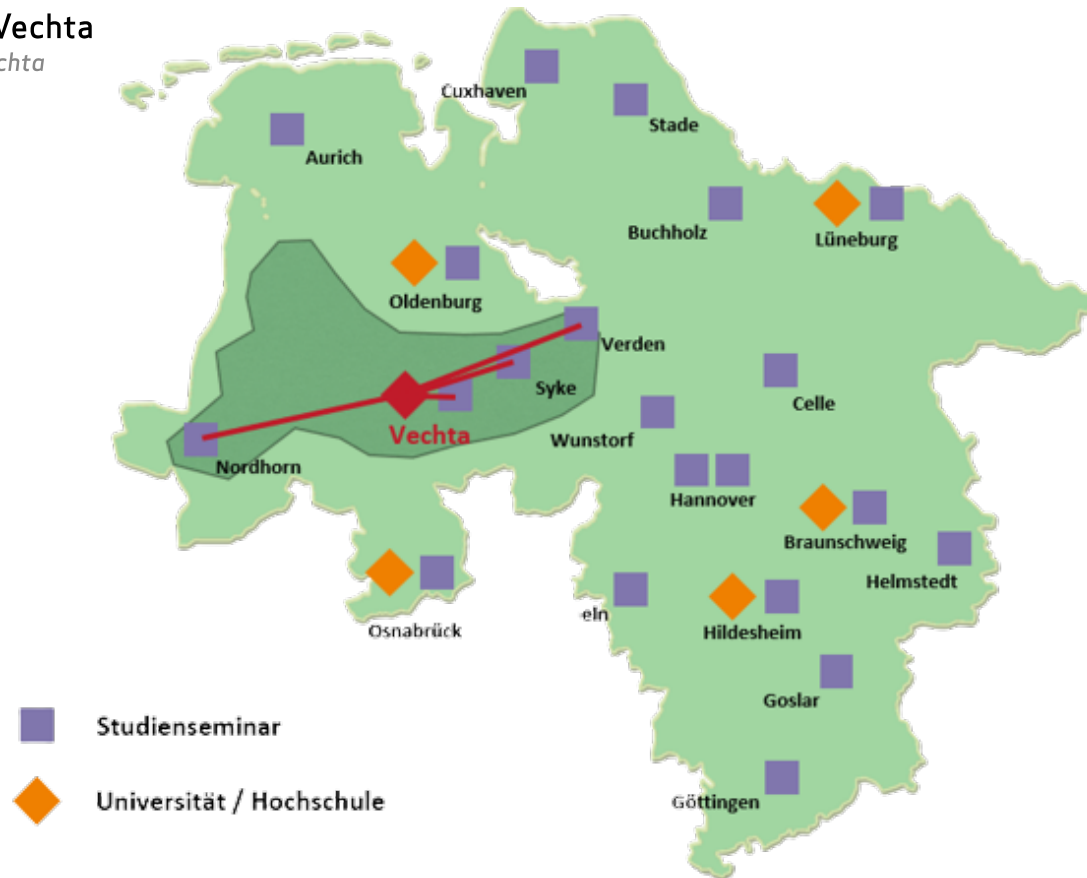 Vechta
chta
Cuxhaven
Stade
Aurich
Buchholz
Lüneburg
Oldenburg
Verden
Syke
Celle
Vechta
Wunstorf
Nordhorn
Hannover
Braunschweig
Helmstedt
eln
Osnabrück
Hildesheim
Goslar
Studienseminar
Göttingen
Universität / Hochschule